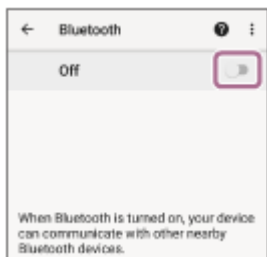 Bluetooth
Off
When Bluetooth is turned on, your device
can communicate with other nearby
Bluetooth devices.